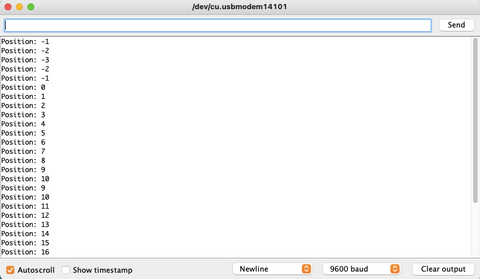 /dev/cu.usbmodem14101
Send
Position: -1
Position: -2
Position: -3
Position: -2
Position: -1
Position: 0
Position: 1
Position: 2
Position: 3
Position: 4
Position: 5
Position: 6
Position: 7
Position: 8
Position: 9
Position: 10
Position: 9
Position: 10
Position: 11
Position: 12
Position: 13
Position: 14
Position: 15
Position: 16
Autoscroll Show timestamp Newline 9600 baud Clear output